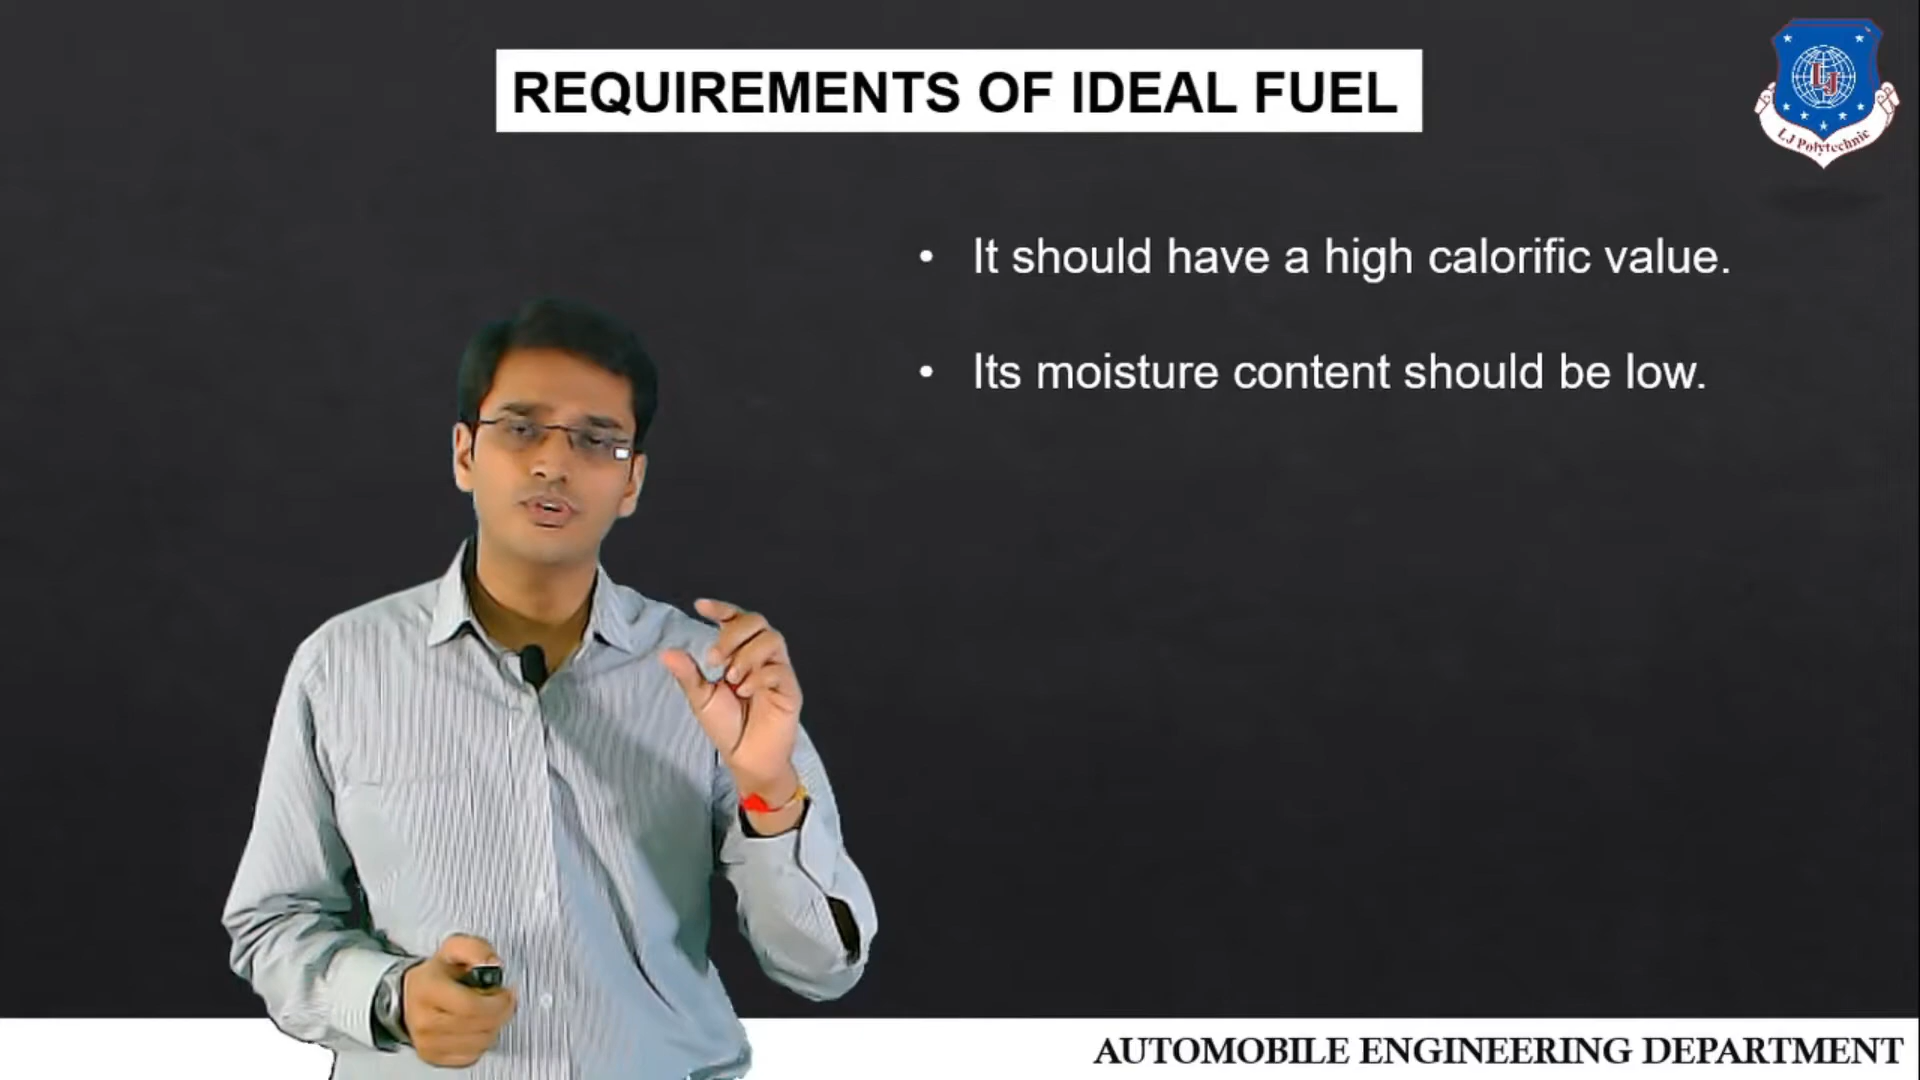 REQUIREMENTS OF IDEAL FUEL
LJ
LJ Polytechnic
• It should have a high calorific value.
• Its moisture content should be low.
AUTOMOBILE ENGINEERING DEPARTMENT